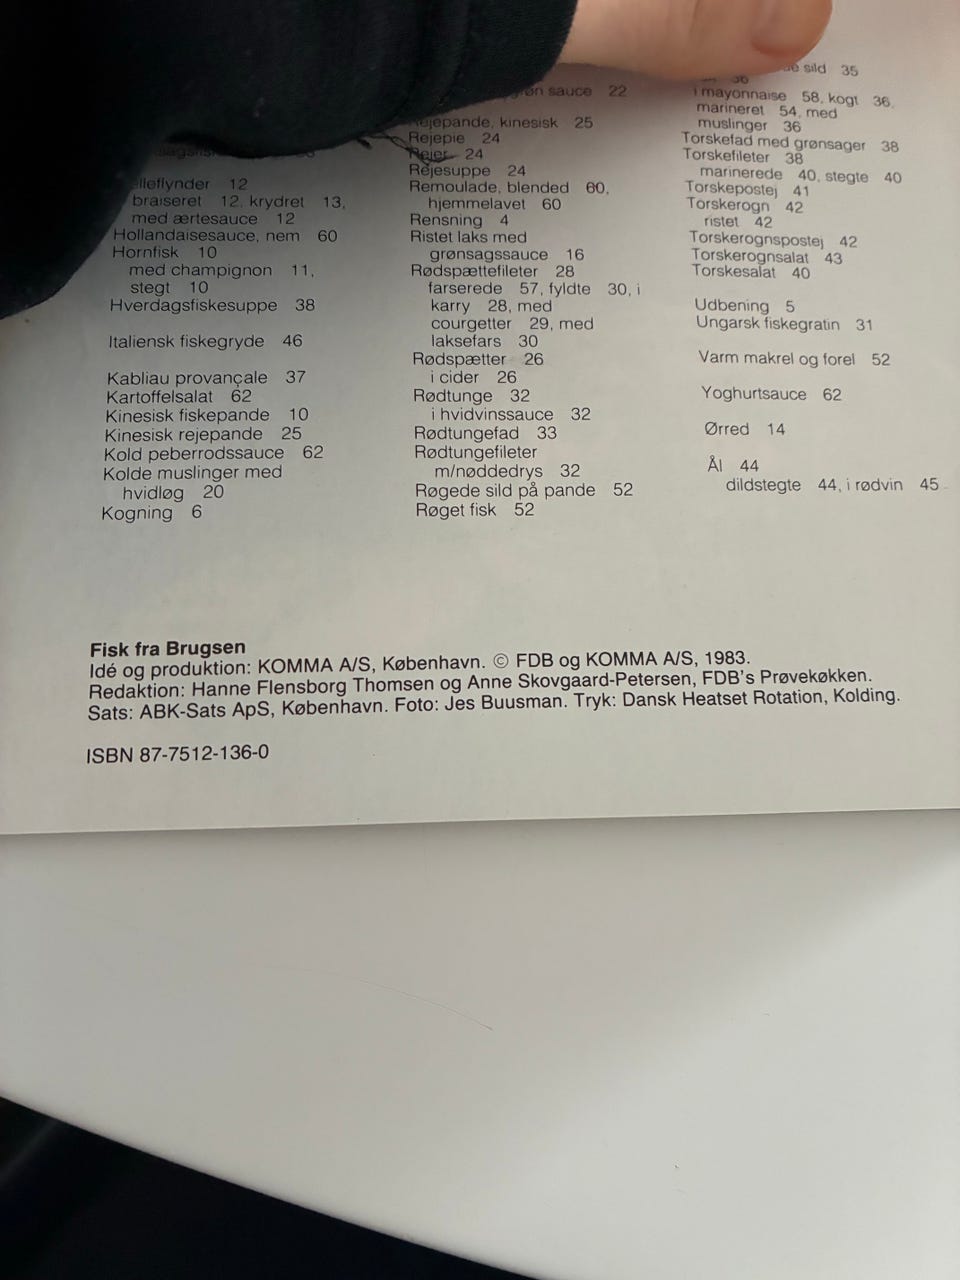 elleflynder 12
braiseret 12, krydret 13,
med ærtesauce 12
Hollandaisesauce, nem 60
Hornfisk 10
med champignon 11,
stegt 10
Hverdagsfiskesuppe 38
Italiensk fiskegryde 46
Kabliau provançale 37
Kartoffelsalat 62
Kinesisk fiskepande 10
Kinesisk rejepande 25
Kold peberrodssauce 62
Kolde muslinger med
hvidløg 20
Kogning 6
sauce 22
Rejepande, kinesisk 25
Rejepie 24
Rejer 24
Rejesuppe 24
Remoulade, blended 60,
hjemmelavet 60
Rensning 4
Ristet laks med
grønsagssauce 16
Rødspættefileter 28
farserede 57, fyldte 30, i
karry 28, med
courgetter 29, med
laksefars 30
Rødspætter 26
i cider 26
Rødtunge 32
i hvidvinssauce 32
Rødtungefad 33
Rødtungefileter
m/nøddedrys 32
Røgede sild på pande 52
Røget fisk 52
sild 35
36
i mayonnaise 58, kogt 36,
marineret 54, med
muslinger 36
Torskefad med grønsager 38
Torskefileter 38
marinerede 40, stegte 40
Torskepostej 41
Torskerogn 42
ristet 42
Torskerognspostej 42
Torskerognsalat 43
Torskesalat 40
Udbening 5
Ungarsk fiskegratin 31
Varm makrel og forel 52
Yoghurtsauce 62
Ørred 14
Ål 44
dildstegte 44, i rødvin 45
Fisk fra Brugsen
Idé og produktion: KOMMA A/S, København. © FDB og KOMMA A/S, 1983.
Redaktion: Hanne Flensborg Thomsen og Anne Skovgaard-Petersen, FDB's Prøvekøkken.
Sats: ABK-Sats ApS, København. Foto: Jes Buusman. Tryk: Dansk Heatset Rotation, Kolding.
ISBN 87-7512-136-0